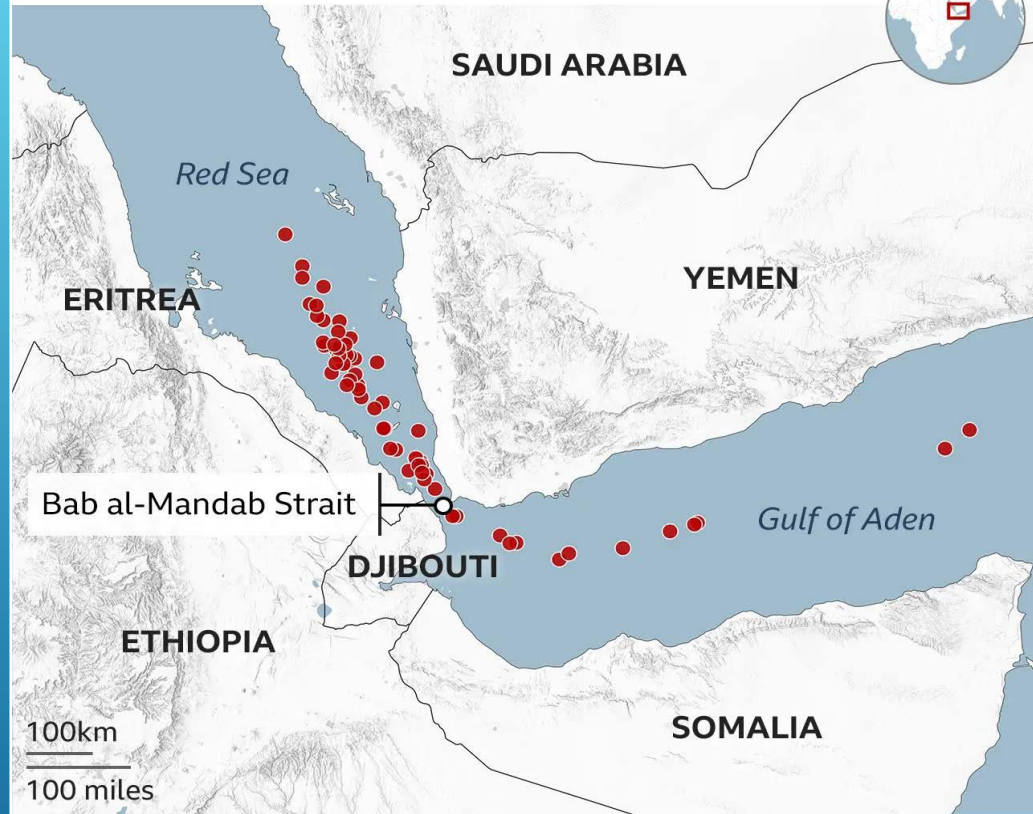 SAUDI ARABIA
Red Sea
YEMEN
ERITREA
Bab al-Mandab Strait
Gulf of Aden
DJIBOUTI
ETHIOPIA
SOMALIA
100km
100 miles